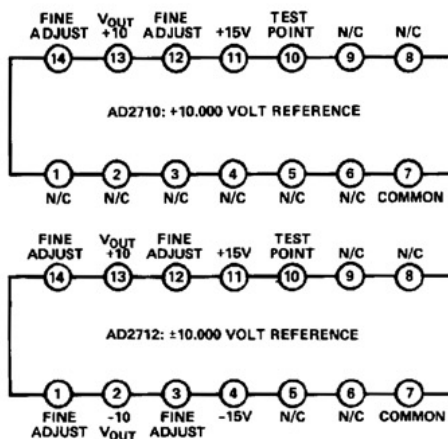 FINE ADJUST VOUT +10 FINE ADJUST +15V TEST POINT N/C N/C
14 13 12 11 10 9 8
AD2710: +10.000 VOLT REFERENCE
1 2 3 4 5 6 7
N/C N/C N/C N/C N/C N/C COMMON
FINE ADJUST VOUT +10 FINE ADJUST +15V TEST POINT N/C N/C
14 13 12 11 10 9 8
AD2712: ±10.000 VOLT REFERENCE
1 2 3 4 5 6 7
FINE ADJUST -10 VOUT FINE ADJUST -15V N/C N/C COMMON